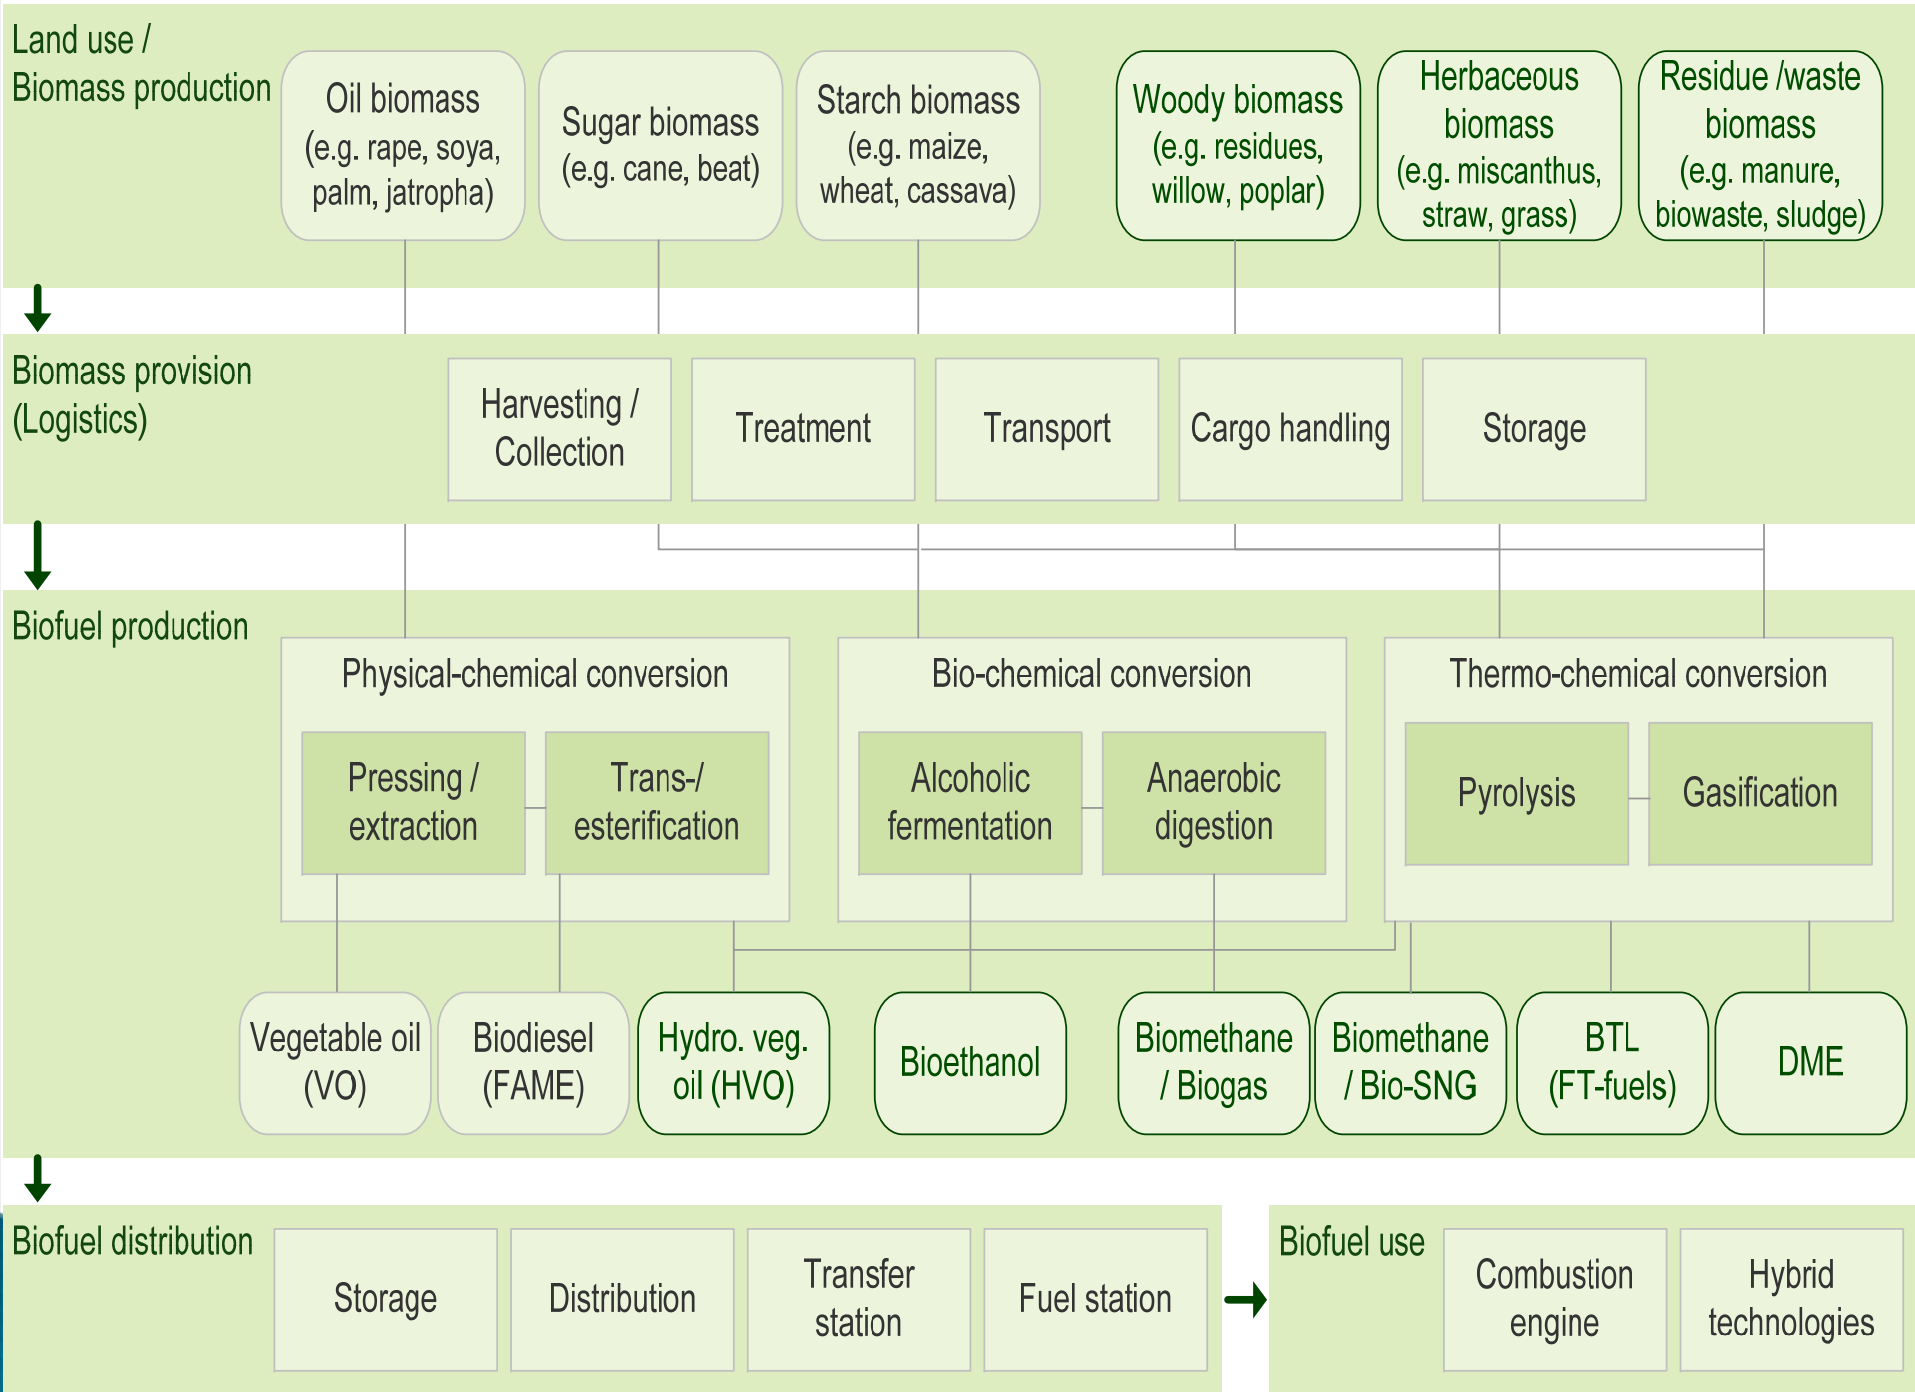 Land use /
Biomass production
Oil biomass
(e.g. rape, soya,
palm, jatropha)
Sugar biomass
(e.g. cane, beat)
Starch biomass
(e.g. maize,
wheat, cassava)
Woody biomass
(e.g. residues,
willow, poplar)
Herbaceous
biomass
(e.g. miscanthus,
straw, grass)
Residue /waste
biomass
(e.g. manure,
biowaste, sludge)
Biomass provision
(Logistics)
Harvesting /
Collection
Treatment
Transport
Cargo handling
Storage
Biofuel production
Physical-chemical conversion
Pressing /
extraction
Trans-/
esterification
Bio-chemical conversion
Alcoholic
fermentation
Anaerobic
digestion
Thermo-chemical conversion
Pyrolysis
Gasification
Vegetable oil
(VO)
Biodiesel
(FAME)
Hydro. veg.
oil (HVO)
Bioethanol
Biomethane
/ Biogas
Biomethane
/ Bio-SNG
BTL
(FT-fuels)
DME
Biofuel distribution
Storage
Distribution
Transfer
station
Fuel station
Biofuel use
Combustion
engine
Hybrid
technologies